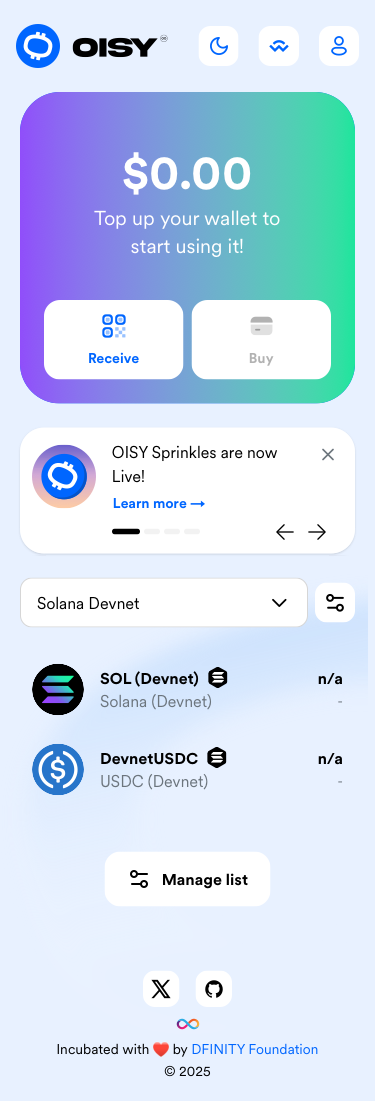 OISY
$0.00
Top up your wallet to
start using it!
Receive
Buy
OISY Sprinkles are now
Live!
Learn more →
Solana Devnet
SOL (Devnet)
n/a
Solana (Devnet)
-
DevnetUSDC
n/a
USDC (Devnet)
-
Manage list
Incubated with ❤️ by DFINITY Foundation
© 2025